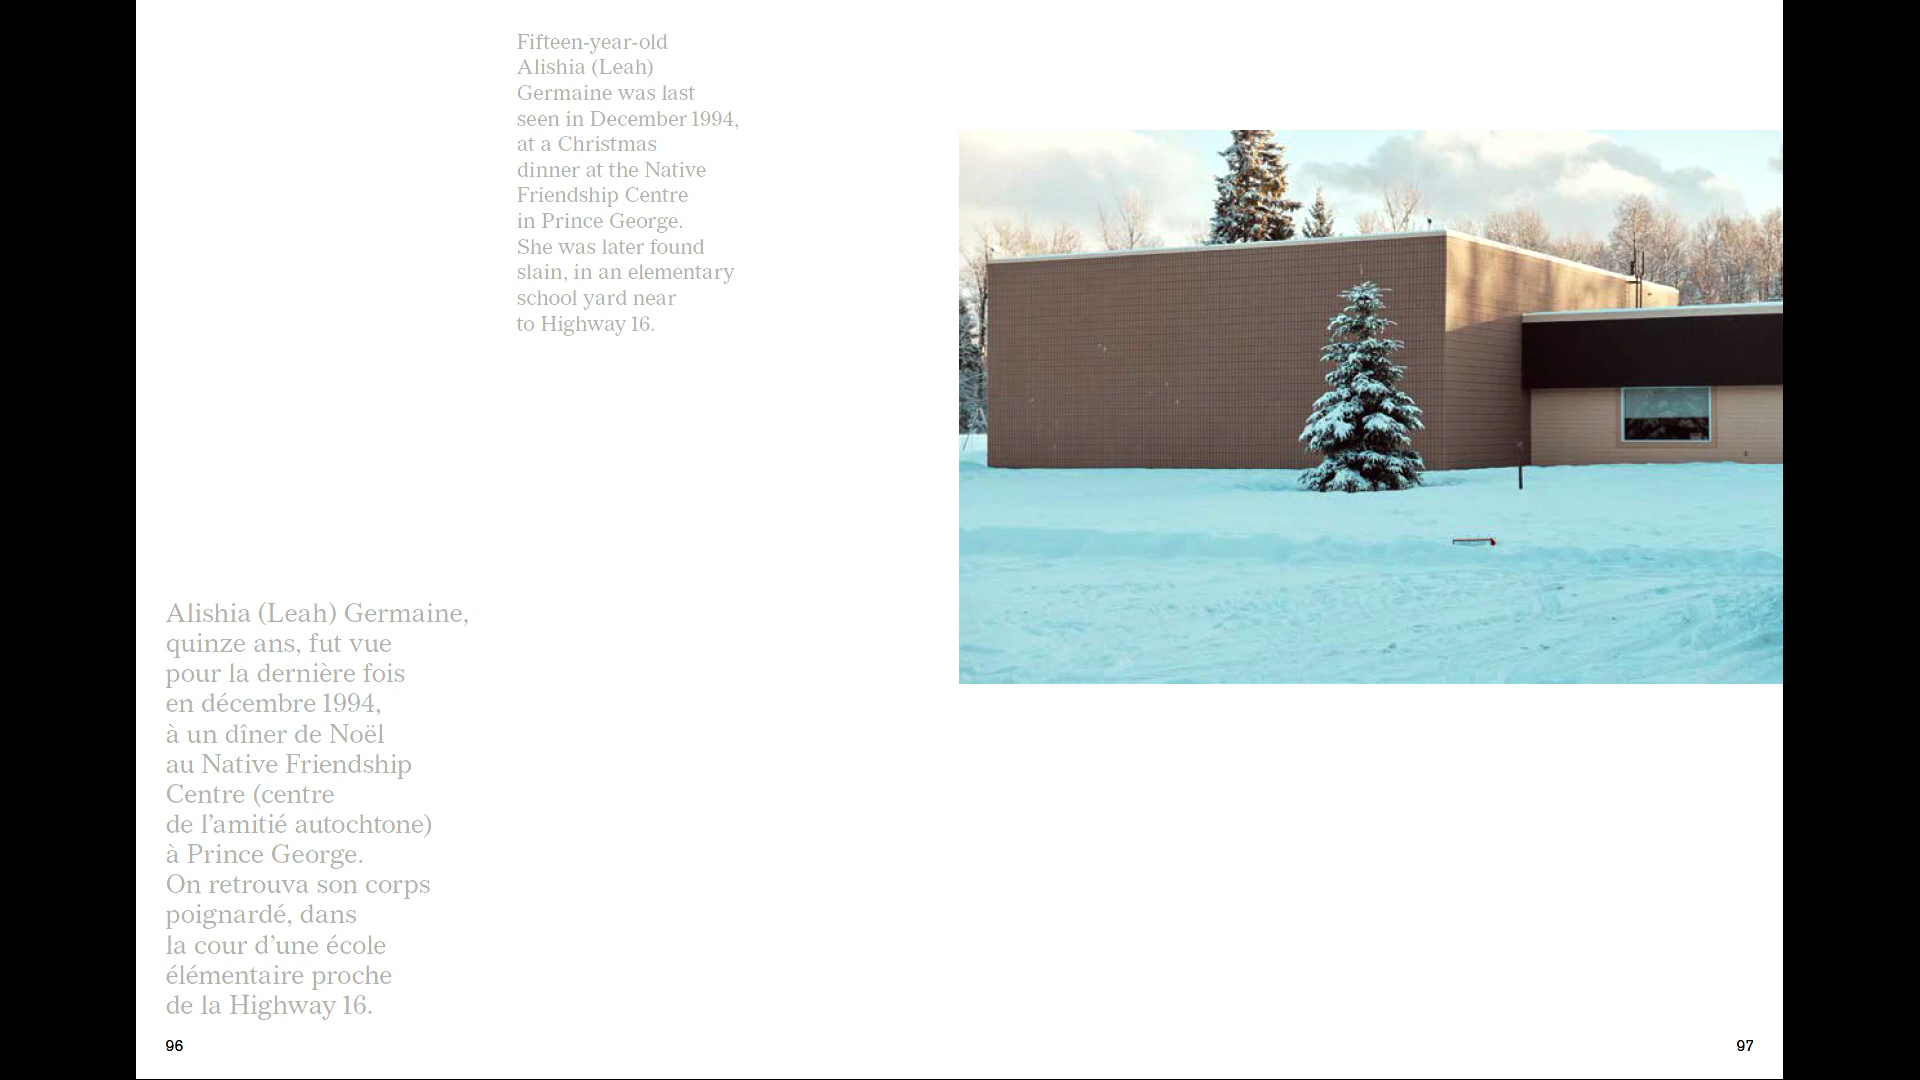 Fifteen-year-old
Alishia (Leah)
Germaine was last
seen in December 1994,
at a Christmas
dinner at the Native
Friendship Centre
in Prince George.
She was later found
slain, in an elementary
school yard near
to Highway 16.
Alishia (Leah) Germaine,
quinze ans, fut vue
pour la dernière fois
en décembre 1994,
à un dîner de Noël
au Native Friendship
Centre (centre
de l’amitié autochtone)
à Prince George.
On retrouva son corps
poignardé, dans
la cour d’une école
élémentaire proche
de la Highway 16.
96
97